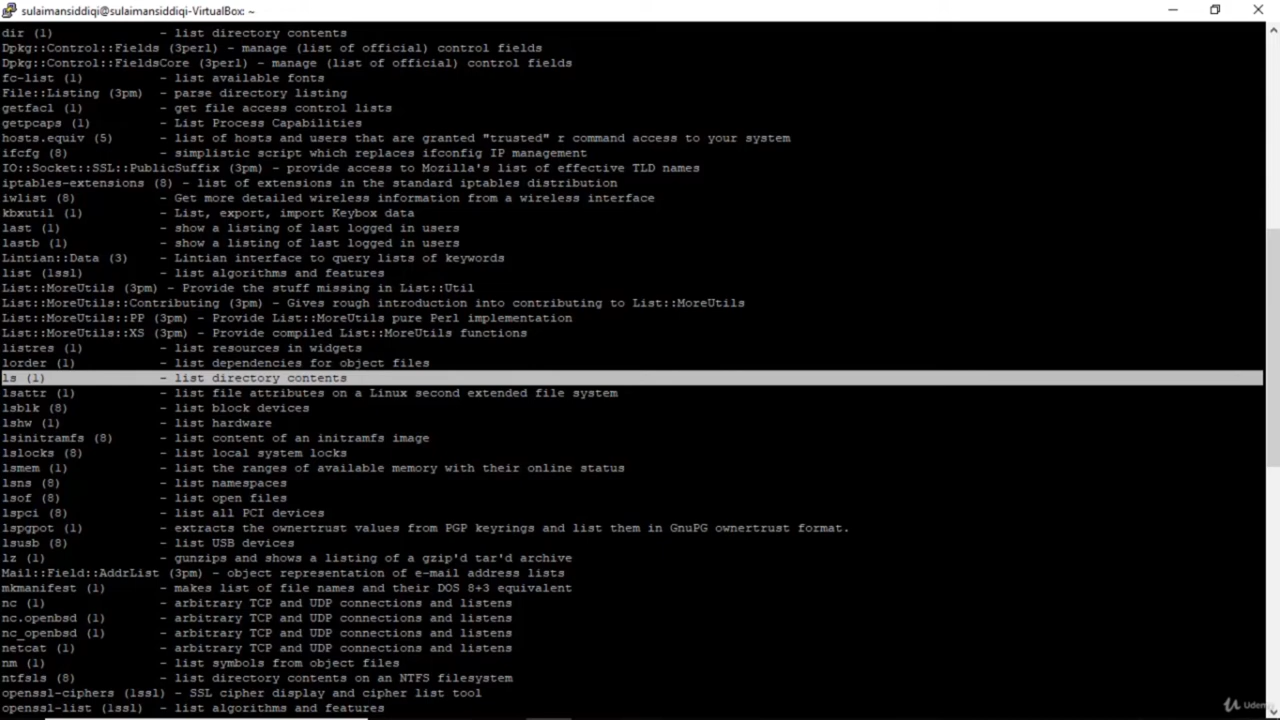 sulaimansiddiqi@sulaimansiddiqi-VirtualBox: ~
dir (1) - list directory contents
Dpkg::Control::Fields (3perl) - manage (list of official) control fields
Dpkg::Control::FieldsCore (3perl) - manage (list of official) control fields
fc-list (1) - list available fonts
File::Listing (3pm) - parse directory listing
getfacl (1) - get file access control lists
getpcaps (1) - List Process Capabilities
hosts.equiv (5) - list of hosts and users that are granted "trusted" r command access to your system
ifcfg (8) - simplistic script which replaces ifconfig IP management
IO::Socket::SSL::PublicSuffix (3pm) - provide access to Mozilla's list of effective TLD names
iptables-extensions (8) - list of extensions in the standard iptables distribution
iwlist (8) - Get more detailed wireless information from a wireless interface
kbxutil (1) - List, export, import Keybox data
last (1) - show a listing of last logged in users
lastb (1) - show a listing of last logged in users
Lintian::Data (3) - Lintian interface to query lists of keywords
list (1ssl) - list algorithms and features
List::MoreUtils (3pm) - Provide the stuff missing in List::Util
List::MoreUtils::Contributing (3pm) - Gives rough introduction into contributing to List::MoreUtils
List::MoreUtils::PP (3pm) - Provide List::MoreUtils pure Perl implementation
List::MoreUtils::XS (3pm) - Provide compiled List::MoreUtils functions
listres (1) - list resources in widgets
lorder (1) - list dependencies for object files
ls (1) - list directory contents
lsattr (1) - list file attributes on a Linux second extended file system
lsblk (8) - list block devices
lshw (1) - list hardware
lsinitramfs (8) - list content of an initramfs image
lslocks (8) - list local system locks
lsmem (1) - list the ranges of available memory with their online status
lsns (8) - list namespaces
lsof (8) - list open files
lspci (8) - list all PCI devices
lspgpot (1) - extracts the ownertrust values from PGP keyrings and list them in GnuPG ownertrust format.
lsusb (8) - list USB devices
lz (1) - gunzips and shows a listing of a gzip'd tar'd archive
Mail::Field::AddrList (3pm) - object representation of e-mail address lists
mkmanifest (1) - makes list of file names and their DOS 8+3 equivalent
nc (1) - arbitrary TCP and UDP connections and listens
nc.openbsd (1) - arbitrary TCP and UDP connections and listens
nc_openbsd (1) - arbitrary TCP and UDP connections and listens
netcat (1) - arbitrary TCP and UDP connections and listens
nm (1) - list symbols from object files
ntfsls (8) - list directory contents on an NTFS filesystem
openssl-ciphers (1ssl) - SSL cipher display and cipher list tool
openssl-list (1ssl) - list algorithms and features
Udemy